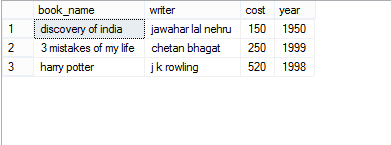 book_name writer cost year
1 discovery of india jawahar lal nehru 150 1950
2 3 mistakes of my life chetan bhagat 250 1999
3 harry potter j k rowling 520 1998